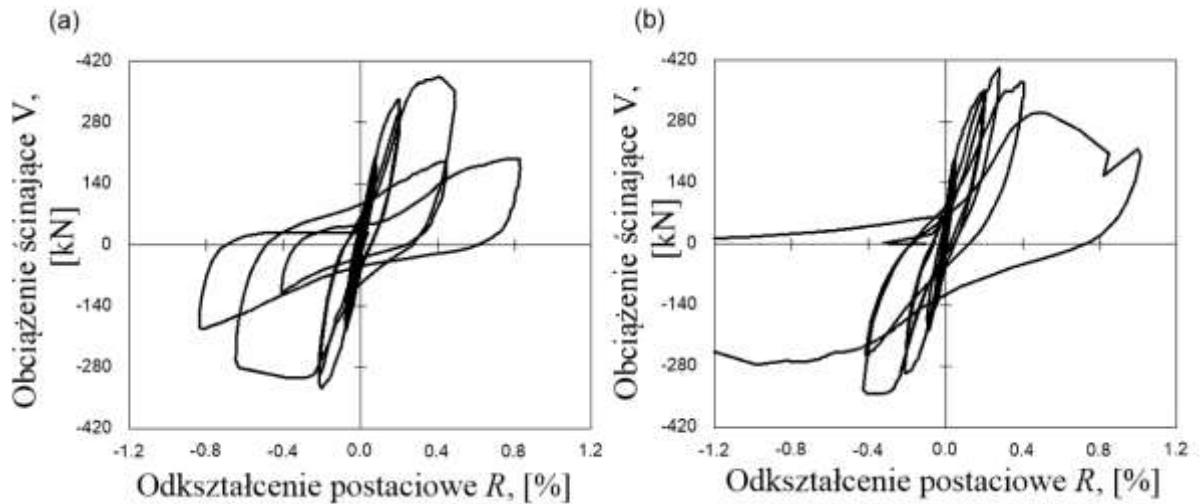 (a)
-420
280
140
0
-140
-280
-420
-1.2 -0.8 -0.4 0.0 0.4 0.8 1.2
Obciążenie ścinające V,
[kN]
Odkształcenie postaciowe R, [%]
(b)
-420
280
140
0
-140
-280
-420
-1.2 -0.8 -0.4 0.0 0.4 0.8 1.2
Obciążenie ścinające V,
[kN]
Odkształcenie postaciowe R, [%]